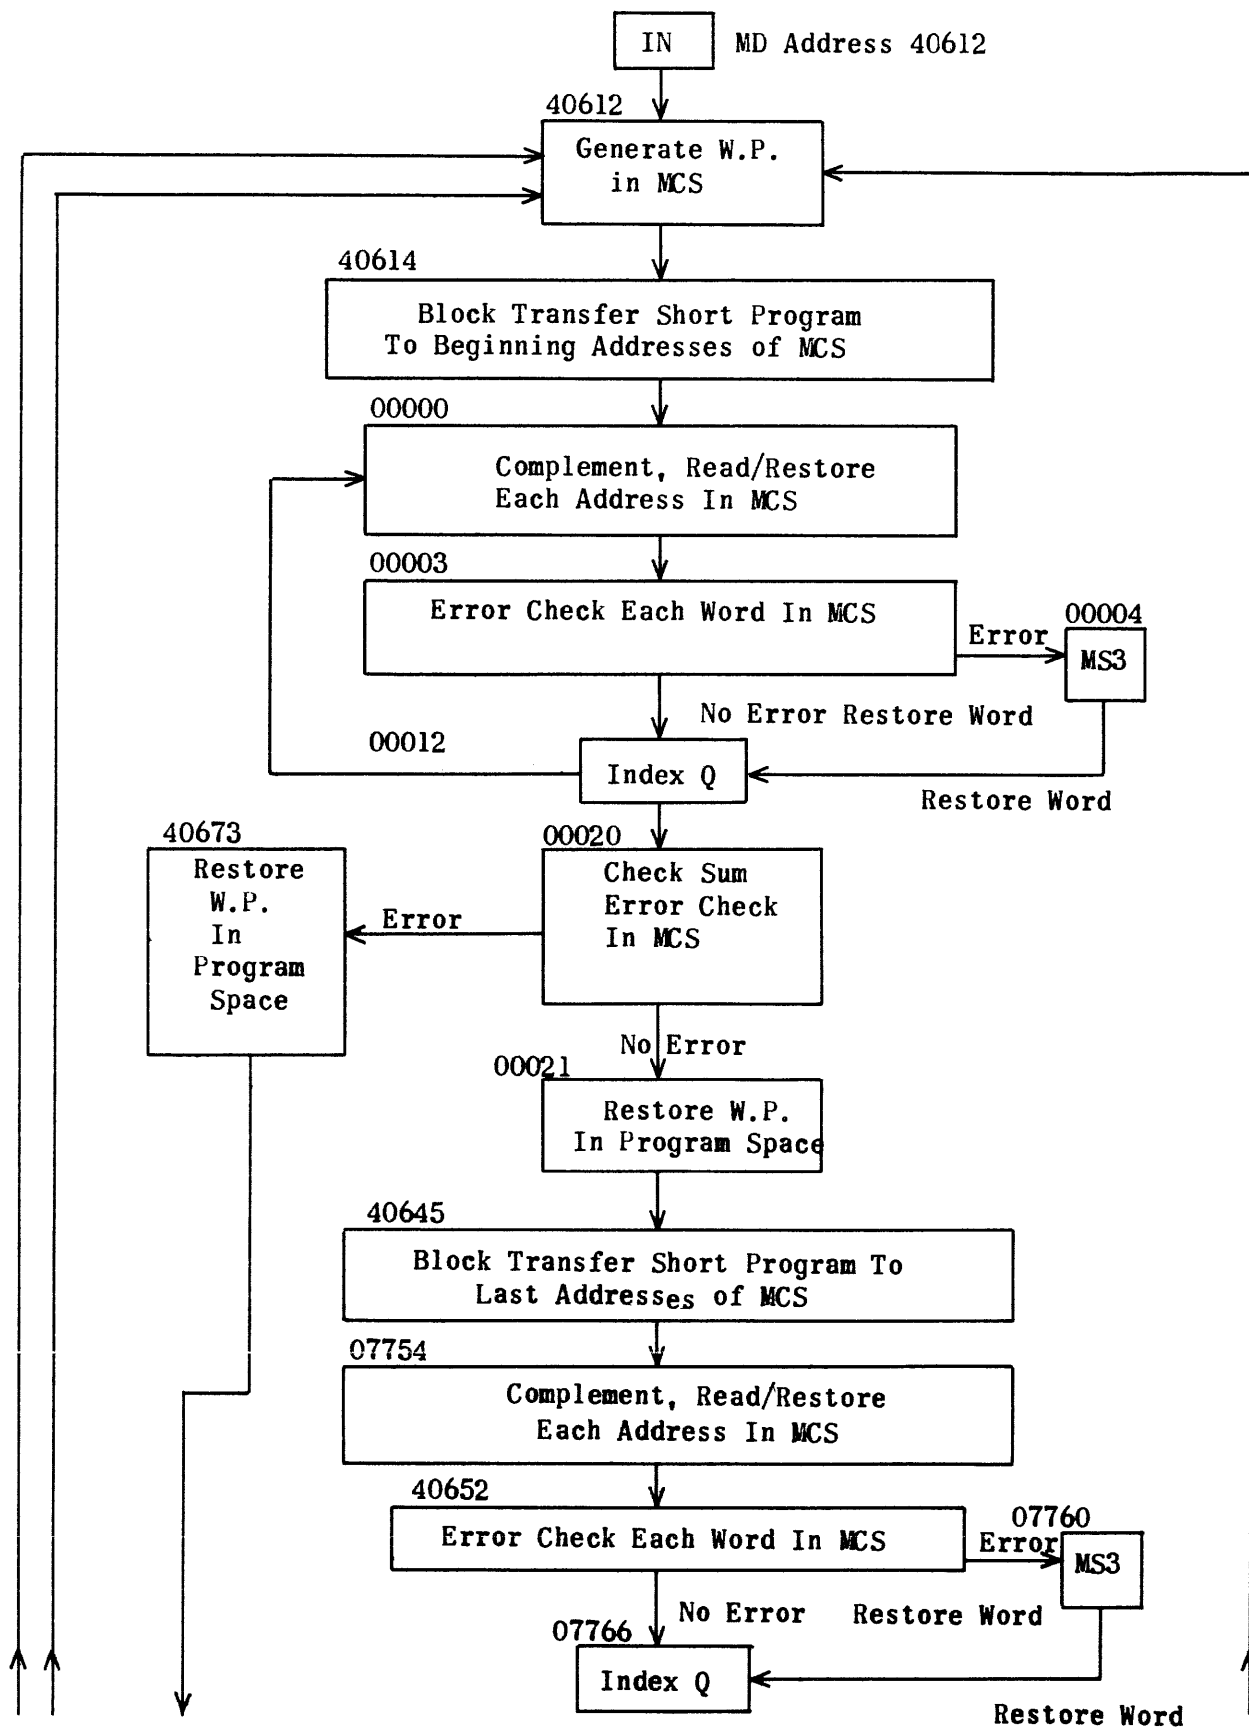 IN MD Address 40612
40612
Generate W.P.
in MCS
40614
Block Transfer Short Program
To Beginning Addresses of MCS
00000
Complement, Read/Restore
Each Address In MCS
00003
Error Check Each Word In MCS
00004
Error
MS3
No Error Restore Word
00012
Index Q
Restore Word
40673
Restore
W.P.
In
Program
Space
Error
00020
Check Sum
Error Check
In MCS
No Error
00021
Restore W.P.
In Program Space
40645
Block Transfer Short Program To
Last Addresses of MCS
07754
Complement, Read/Restore
Each Address In MCS
40652
Error Check Each Word In MCS
07760
Error
MS3
No Error Restore Word
07766
Index Q
Restore Word